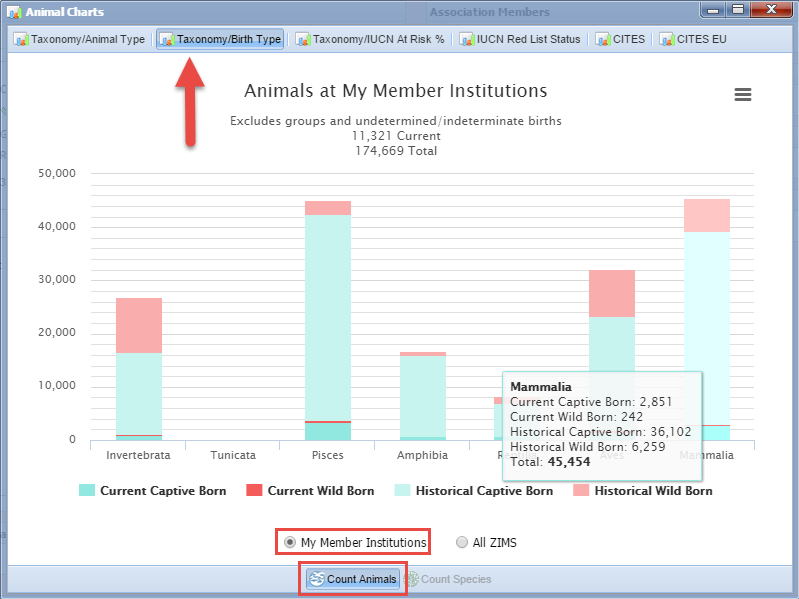 Animal Charts
Association Members
Taxonomy/Animal Type Taxonomy/Birth Type Taxonomy/IUCN At Risk % IUCN Red List Status CITES CITES EU
Animals at My Member Institutions
Excludes groups and undetermined/indeterminate births
11,321 Current
174,669 Total
50,000
40,000
30,000
20,000
10,000
0
Mammalia
Current Captive Born: 2,851
Current Wild Born: 242
Historical Captive Born: 36,102
Historical Wild Born: 6,259
Total: 45,454
Invertebrata Tunicata Pisces Amphibia Reptilia Aves Mammalia
Current Captive Born Current Wild Born Historical Captive Born Historical Wild Born
My Member Institutions All ZIMS
Count Animals Count Species